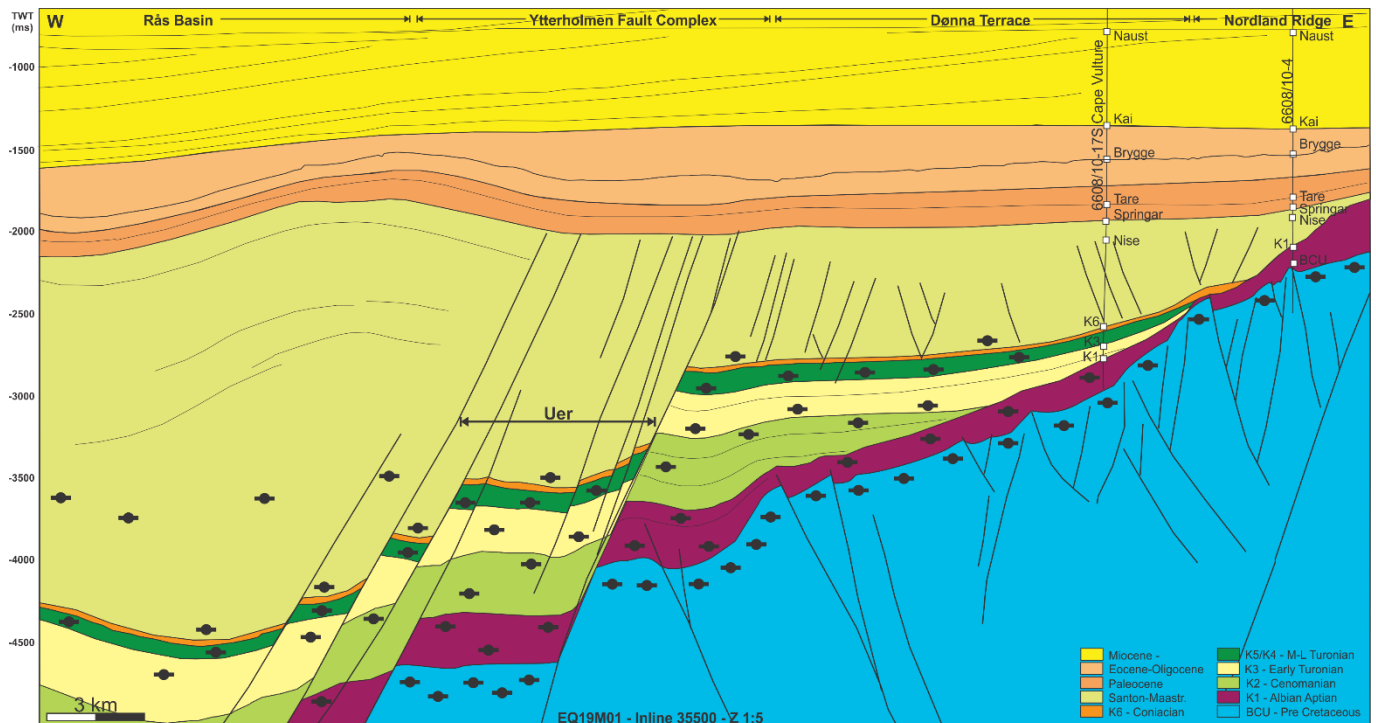 TWT
(ms)
W
Rås Basin
Ytterholmen Fault Complex
Dønna Terrace
Nordland Ridge
E
-1000
-1500
-2000
-2500
-3000
-3500
-4000
-4500
6608/10-17S Cape Vulture
Naust
Kai
Brygge
Tare
Springar
Nise
K6
K3
K1
6608/10-4
Naust
Kai
Brygge
Tare
Springar
Nise
K1
BCU
Uer
3 km
EQ19M01 - Inline 35500 - Z 1:5
Miocene -
Eocene-Oligocene
Paleocene
Santon-Maastr.
K6 - Coniacian
K5/K4 - M-L Turonian
K3 - Early Turonian
K2 - Cenomanian
K1 - Albian Aptian
BCU - Pre Cretaceous